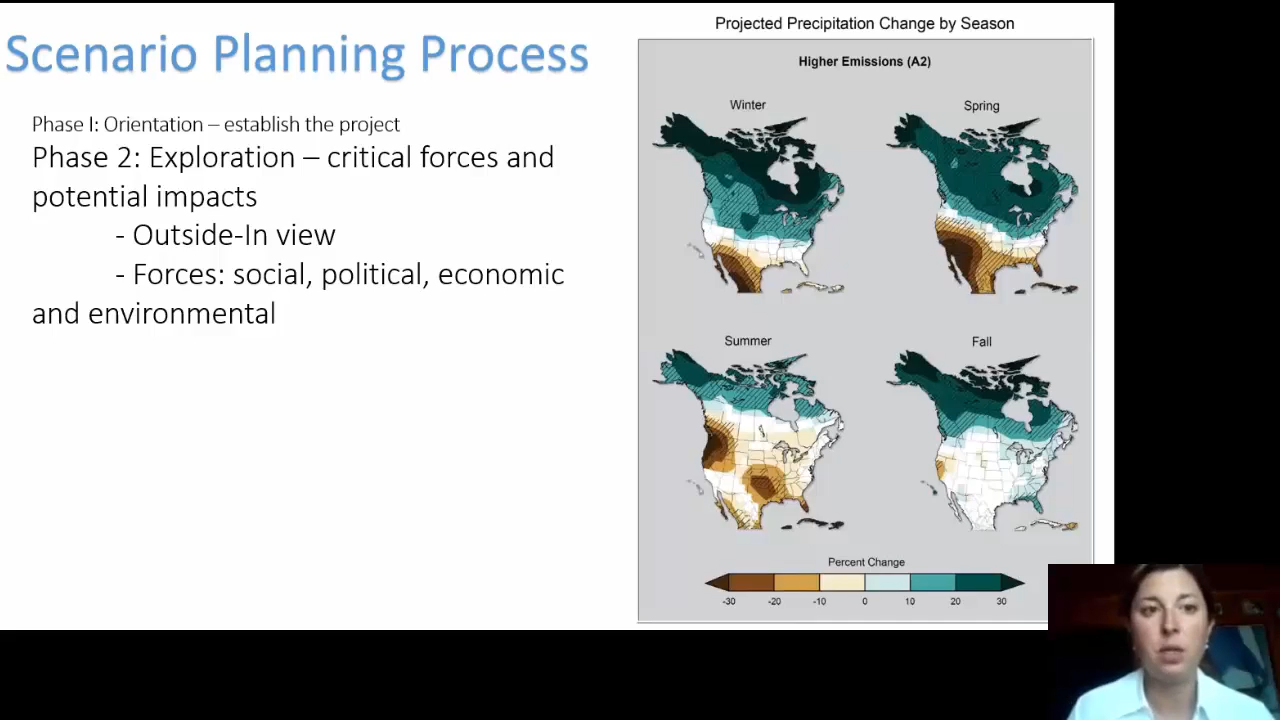 Scenario Planning Process
Phase I: Orientation – establish the project
Phase 2: Exploration – critical forces and
potential impacts
- Outside-In view
- Forces: social, political, economic
and environmental
Projected Precipitation Change by Season
Higher Emissions (A2)
Winter
Spring
Summer
Fall
Percent Change
-30 -20 -10 0 10 20 30